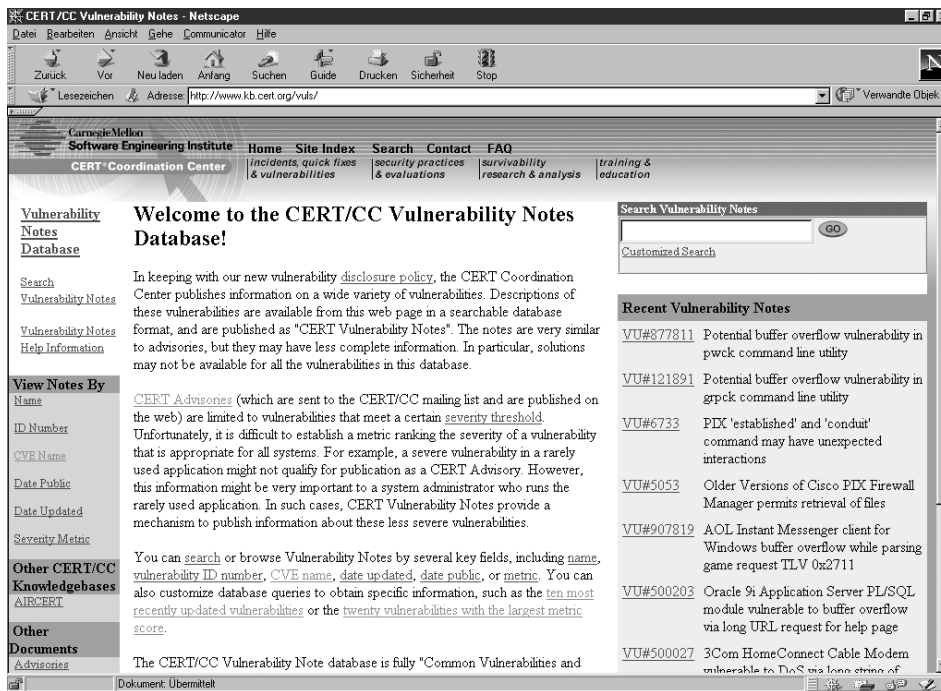 CERT/CC Vulnerability Notes - Netscape
Datei Bearbeiten Ansicht Gehe Communicator Hilfe
Zurück Vor Neu laden Anfang Suchen Guide Drucken Sicherheit Stop
N
Lesezeichen Adresse: http://www.kb.cert.org/vuls/ Verwandte Objek
CarnegieMellon
Software Engineering Institute
CERT® Coordination Center
Home Site Index Search Contact FAQ
incidents, quick fixes & vulnerabilities
security practices & evaluations
survivability research & analysis
training & education
Vulnerability
Notes
Database
Search
Vulnerability Notes
Vulnerability Notes
Help Information
View Notes By
Name
ID Number
CVE Name
Date Public
Date Updated
Severity Metric
Other CERT/CC
Knowledgebases
AIRCERT
Other
Documents
Advisories
Welcome to the CERT/CC Vulnerability Notes
Database!
In keeping with our new vulnerability disclosure policy, the CERT Coordination
Center publishes information on a wide variety of vulnerabilities. Descriptions of
these vulnerabilities are available from this web page in a searchable database
format, and are published as "CERT Vulnerability Notes". The notes are very similar
to advisories, but they may have less complete information. In particular, solutions
may not be available for all the vulnerabilities in this database.
CERT Advisories (which are sent to the CERT/CC mailing list and are published on
the web) are limited to vulnerabilities that meet a certain severity threshold.
Unfortunately, it is difficult to establish a metric ranking the severity of a vulnerability
that is appropriate for all systems. For example, a severe vulnerability in a rarely
used application might not qualify for publication as a CERT Advisory. However,
this information might be very important to a system administrator who runs the
rarely used application. In such cases, CERT Vulnerability Notes provide a
mechanism to publish information about these less severe vulnerabilities.
You can search or browse Vulnerability Notes by several key fields, including name,
vulnerability ID number, CVE name, date updated, date public, or metric. You can
also customize database queries to obtain specific information, such as the ten most
recently updated vulnerabilities or the twenty vulnerabilities with the largest metric
score.
The CERT/CC Vulnerability Note database is fully "Common Vulnerabilities and
Search Vulnerability Notes
GO
Customized Search
Recent Vulnerability Notes
VU#877811 Potential buffer overflow vulnerability in
pwck command line utility
VU#121891 Potential buffer overflow vulnerability in
grpck command line utility
VU#6733 PIX 'established' and 'conduit'
command may have unexpected
interactions
VU#5053 Older Versions of Cisco PIX Firewall
Manager permits retrieval of files
VU#907819 AOL Instant Messenger client for
Windows buffer overflow while parsing
game request TLV 0x2711
VU#500203 Oracle 9i Application Server PL/SQL
module vulnerable to buffer overflow
via long URL request for help page
VU#500027 3Com HomeConnect Cable Modem
vulnerable to DoS via long string of
Dokument: Übermittelt